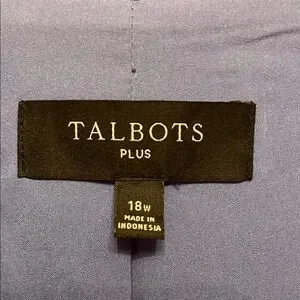 TALBOTS
PLUS
18W
MADE IN
INDONESIA